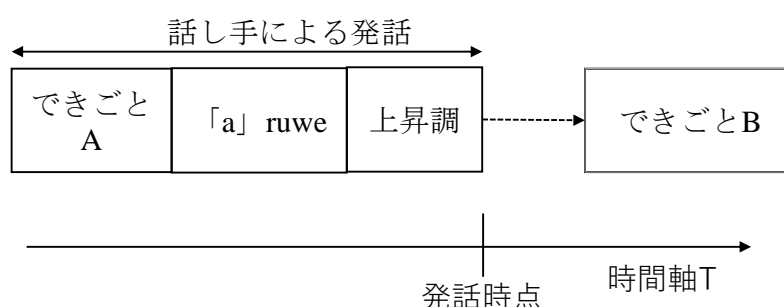 話し手による発話
できごと
A
「a」ruwe
上昇調
できごとB
発話時点
時間軸T